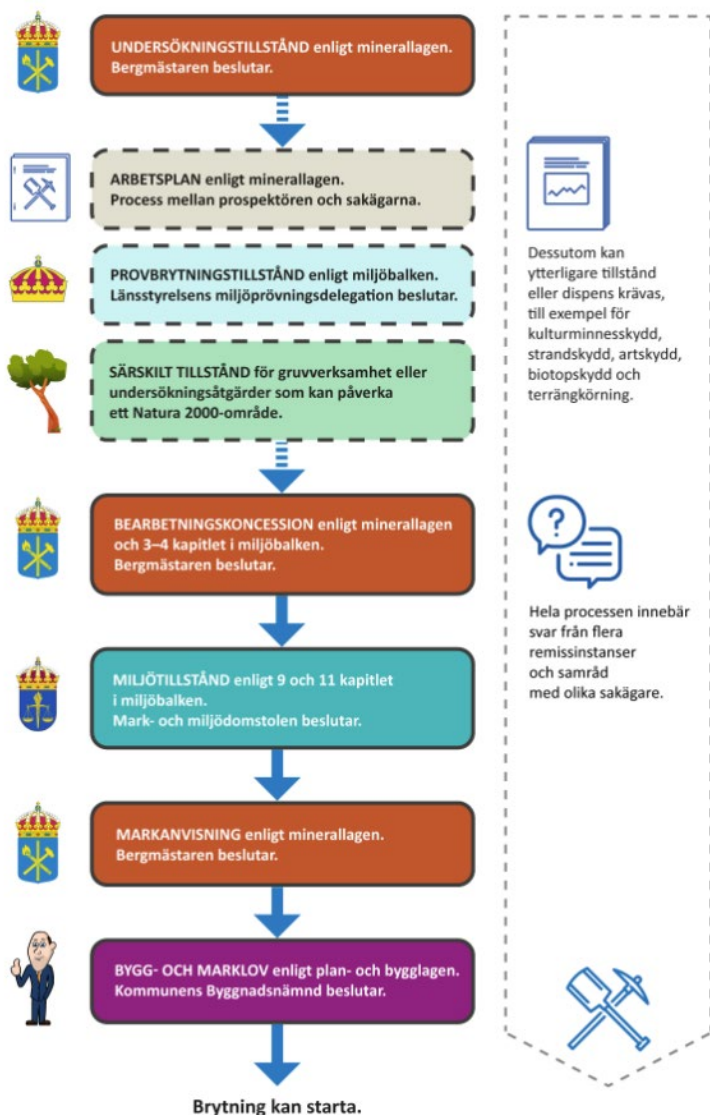 UNDERSÖKNINGSTILLSTÅND enligt minerallagen.
Bergmästaren beslutar.
ARBETSPLAN enligt minerallagen.
Process mellan prospektören och sakägarna.
PROVBRYTNINGSTILLSTÅND enligt miljöbalken.
Länsstyrelsens miljöprövningsdelegation beslutar.
SÄRSKILT TILLSTÅND för gruvverksamhet eller
undersökningsåtgärder som kan påverka
ett Natura 2000-område.
BEARBETNINGSKONCESSION enligt minerallagen
och 3–4 kapitlet i miljöbalken.
Bergmästaren beslutar.
MILJÖTILLSTÅND enligt 9 och 11 kapitlet
i miljöbalken.
Mark- och miljödomstolen beslutar.
MARKANVISNING enligt minerallagen.
Bergmästaren beslutar.
BYGG- OCH MARKLOV enligt plan- och bygglagen.
Kommunens Byggnadsnämnd beslutar.
Brytning kan starta.
Dessutom kan
ytterligare tillstånd
eller dispens krävas,
till exempel för
kulturminnesskydd,
strandskydd, artskydd,
biotopskydd och
terrängkörning.
Hela processen innebär
svar från flera
remissinstanser
och samråd
med olika sakägare.